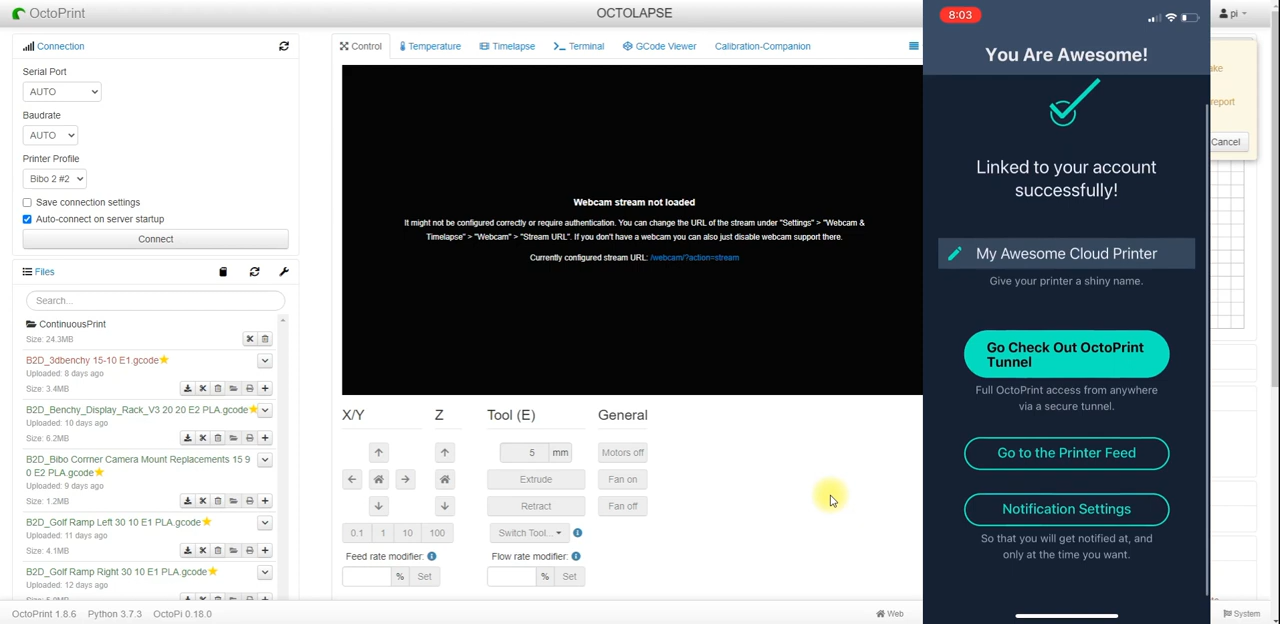 OctoPrint
OCTOLAPSE
pi
Connection
Serial Port
AUTO
Baudrate
AUTO
Printer Profile
Bibo 2 #2
Save connection settings
Auto-connect on server startup
Connect
Files
Search...
ContinuousPrint
Size: 24.3MB
B2D_3dbenchy 15-10 E1.gcode
Uploaded: 8 days ago
Size: 3.4MB
B2D_Benchy_Display_Rack_V3 20 20 E2 PLA.gcode
Uploaded: 10 days ago
Size: 6.2MB
B2D_Bibo Corrner Camera Mount Replacements 15 9
0 E2 PLA.gcode
Uploaded: 9 days ago
Size: 1.2MB
B2D_Golf Ramp Left 30 10 E1 PLA.gcode
Uploaded: 11 days ago
Size: 4.1MB
B2D_Golf Ramp Right 30 10 E1 PLA.gcode
Uploaded: 12 days ago
Control
Temperature
Timelapse
Terminal
GCode Viewer
Calibration-Companion
Webcam stream not loaded
It might not be configured correctly or require authentication. You can change the URL of the stream under "Settings" > "Webcam &
Timelapse" > "Webcam" > "Stream URL". If you don't have a webcam you can also just disable webcam support there.
Currently configured stream URL: /webcam/?action=stream
X/Y
Z
Tool (E)
General
5 mm
Motors off
Extrude
Fan on
Retract
Fan off
0.1 1 10 100
Switch Tool...
Feed rate modifier:
Flow rate modifier:
% Set
% Set
8:03
You Are Awesome!
Linked to your account
successfully!
My Awesome Cloud Printer
Give your printer a shiny name.
Go Check Out OctoPrint
Tunnel
Full OctoPrint access from anywhere
via a secure tunnel.
Go to the Printer Feed
Notification Settings
So that you will get notified at, and
only at the time you want.
report
Cancel
OctoPrint 1.8.6 Python 3.7.3 OctoPi 0.18.0
Web
System